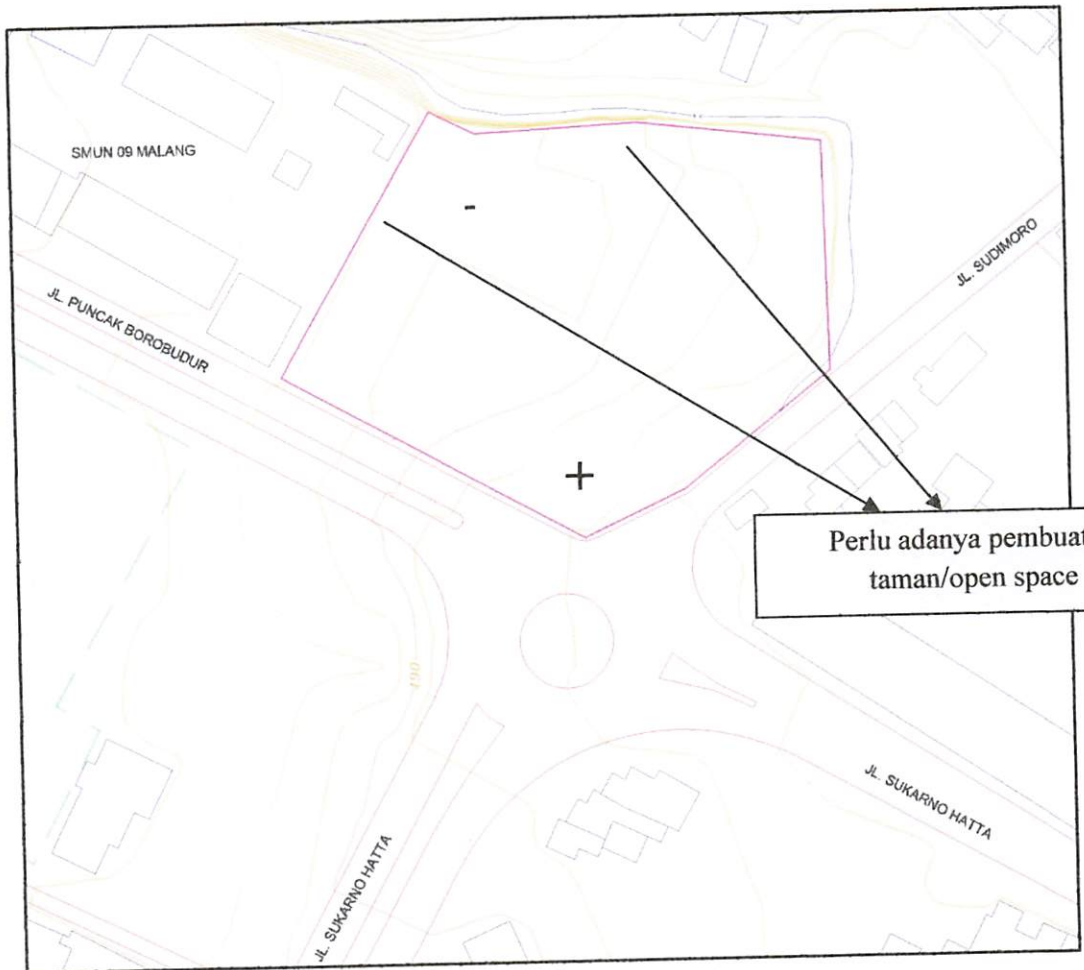 SMUN 09 MALANG
JL. SUDIMORO
JL. PUNCAK BOROBUDUR
-
+
Perlu adanya pembuat
taman/open space
190
JL. SUKARNO HATTA
JL. SUKARNO HATTA